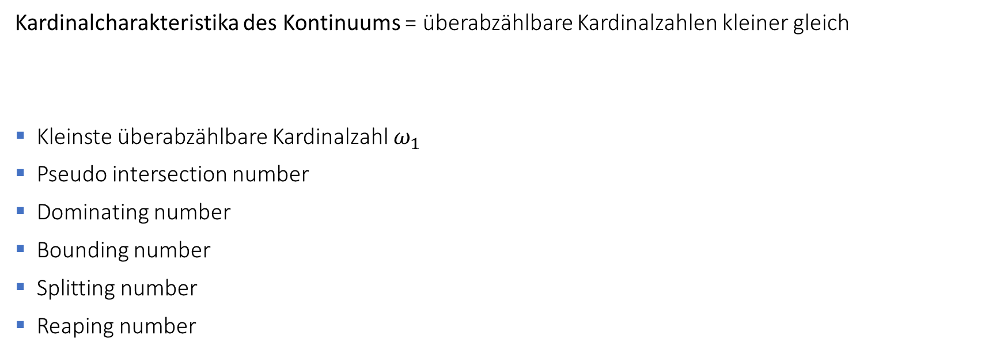 Kardinalcharakteristika des Kontinuums = überabzählbare Kardinalzahlen kleiner gleich
▪ Kleinste überabzählbare Kardinalzahl ω₁
▪ Pseudo intersection number
▪ Dominating number
▪ Bounding number
▪ Splitting number
▪ Reaping number